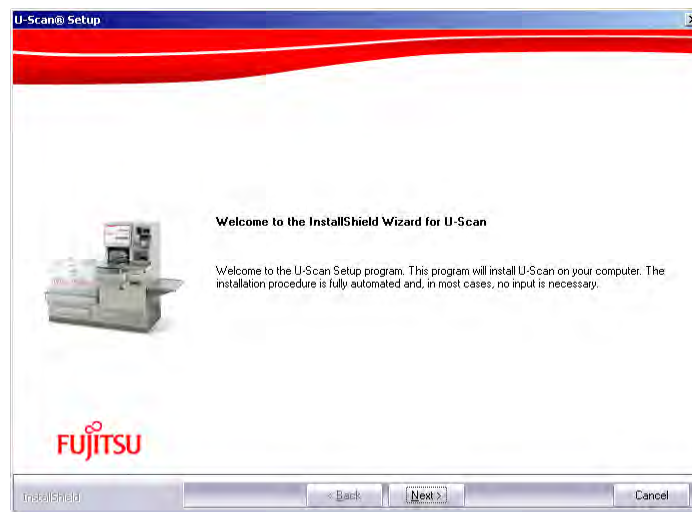 U-Scan® Setup
Welcome to the InstallShield Wizard for U-Scan
Welcome to the U-Scan Setup program. This program will install U-Scan on your computer. The
installation procedure is fully automated and, in most cases, no input is necessary.
FUJITSU
InstallShield
< Back Next > Cancel